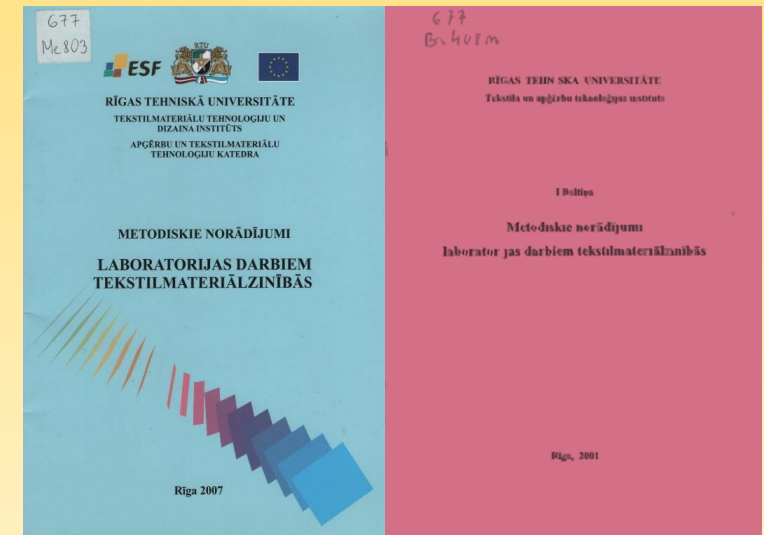 677
Me 803
ESF
RTU
RĪGAS TEHNISKĀ UNIVERSITĀTE
TEKSTILMATERIĀLU TEHNOLOĢIJU UN
DIZAINA INSTITŪTS
APĢĒRBU UN TEKSTILMATERIĀLU
TEHNOLOĢIJU KATEDRA
METODISKIE NORĀDĪJUMI
LABORATORIJAS DARBIEM
TEKSTILMATERIĀLZINĪBĀS
Rīga 2007
677
RĪGAS TEHN SKA UNIVERSITĀTE
Tekstila un apģērbu tehnoloģijas institūts
I Baltiņa
Metodiskie norādījumi
laborator jas darbiem tekstilmateriālzinībās
Rīga, 2001